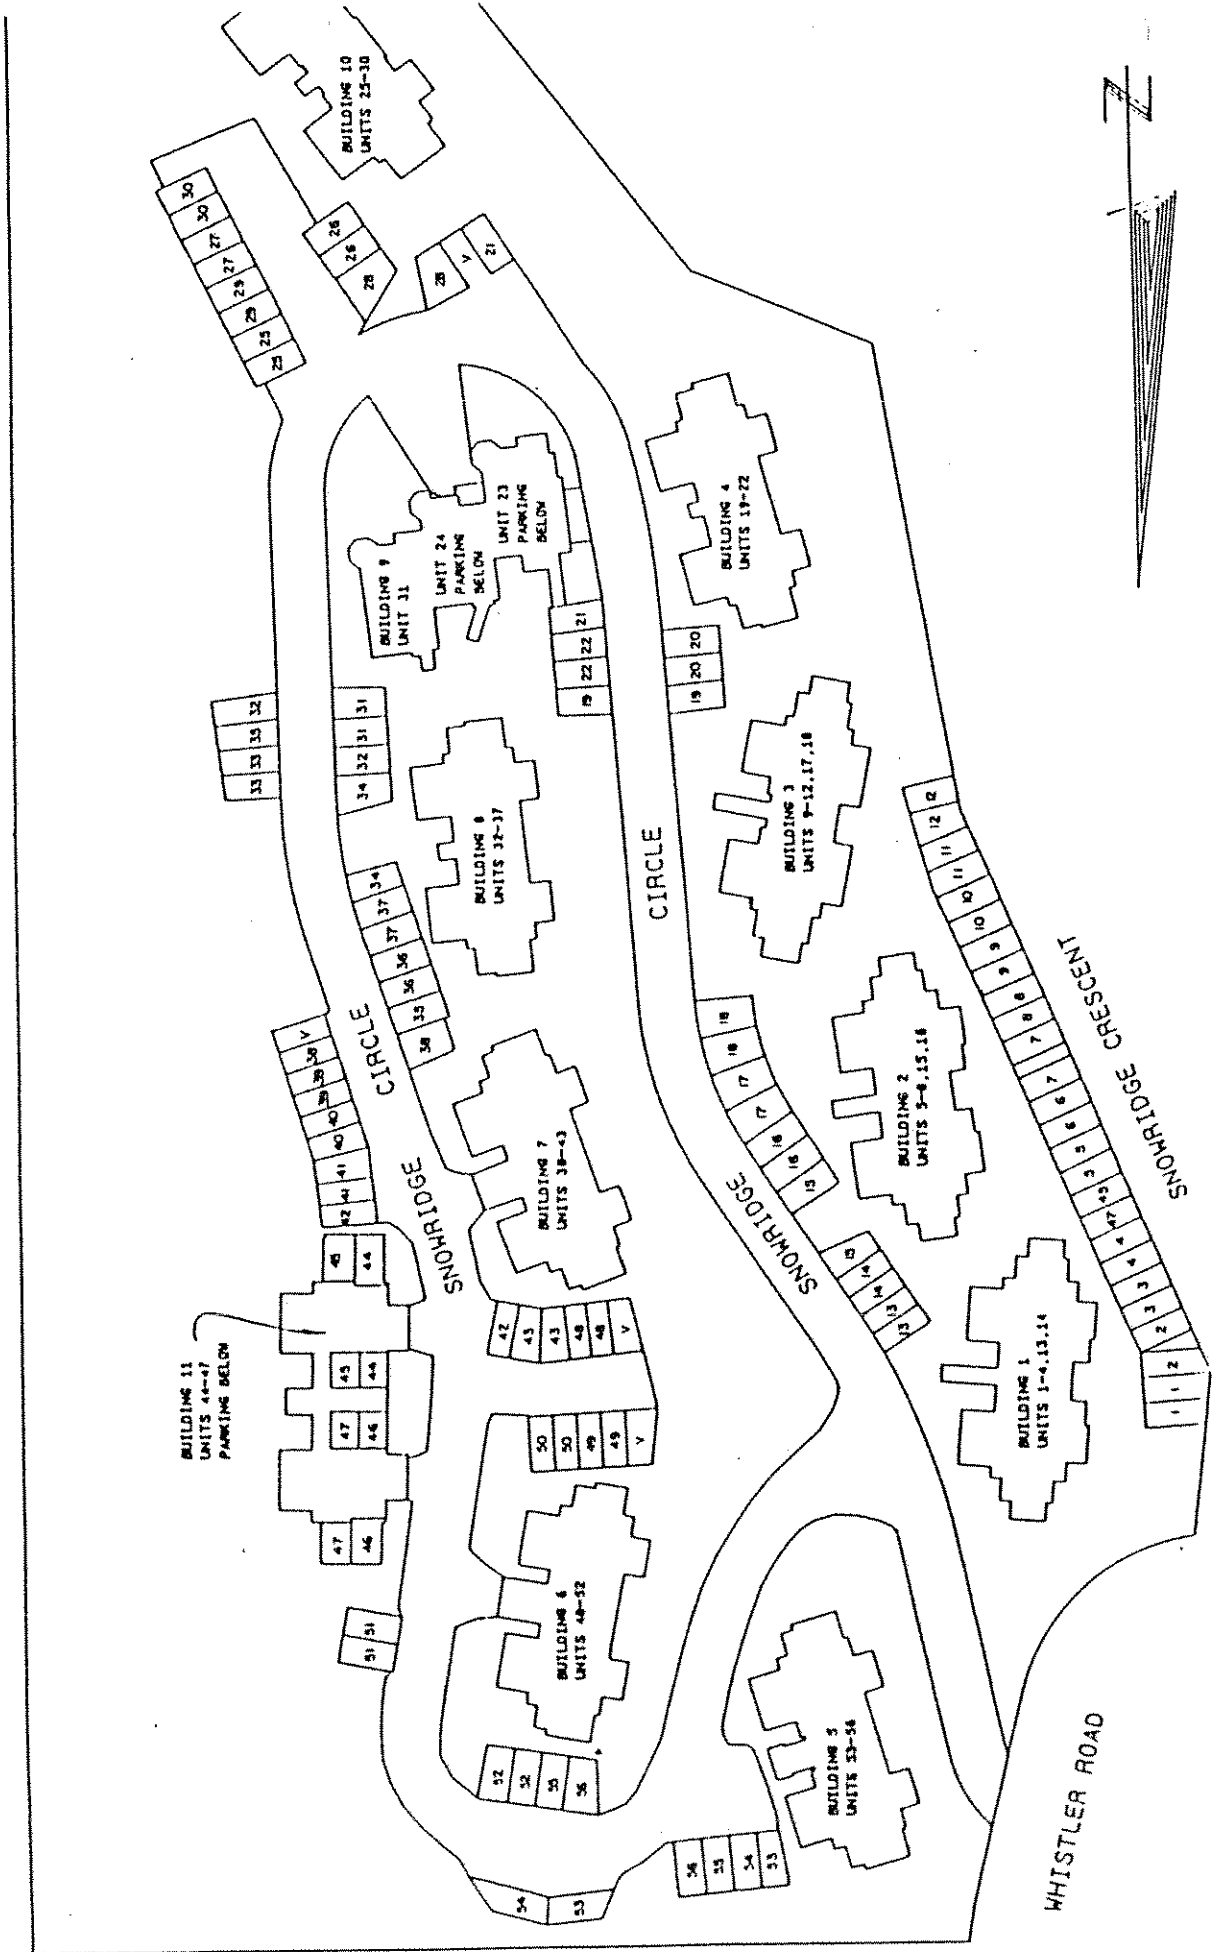 BUILDING 11
UNITS 44-47
PARKING BELOW
25 25 29 29 27 27 30 30
28 26 26
28 V 21
BUILDING 10
UNITS 25-30
33 33 35 32
34 32 31 31
42 41 41 40 40 39 39 38 V
38 35 36 36 37 37 34
47 47 45 45
46 46 44 44
51 51
SNOWRIDGE CIRCLE
BUILDING 9
UNIT 31
UNIT 24
PARKING
BELOW
UNIT 23
PARKING
BELOW
BUILDING 8
UNITS 32-37
BUILDING 7
UNITS 38-43
42
43
43
48
48
V
50
50
49
49
V
BUILDING 6
UNITS 48-52
52
52
55
56
54
53
19 22 22 21
SNOWRIDGE CIRCLE
19 20 20
56
55
54
53
BUILDING 5
UNITS 53-56
13 13 14 14 15
15 16 16 17 17 18 18
BUILDING 4
UNITS 19-22
BUILDING 3
UNITS 9-12,17,18
BUILDING 2
UNITS 5-8,15,16
BUILDING 1
UNITS 1-4,13,14
1 1 2 2 3 3 4 4 47 45 5 5 6 6 7 7 8 8 9 9 10 10 11 11 12 12
SNOWRIDGE CRESCENT
WHISTLER ROAD
N